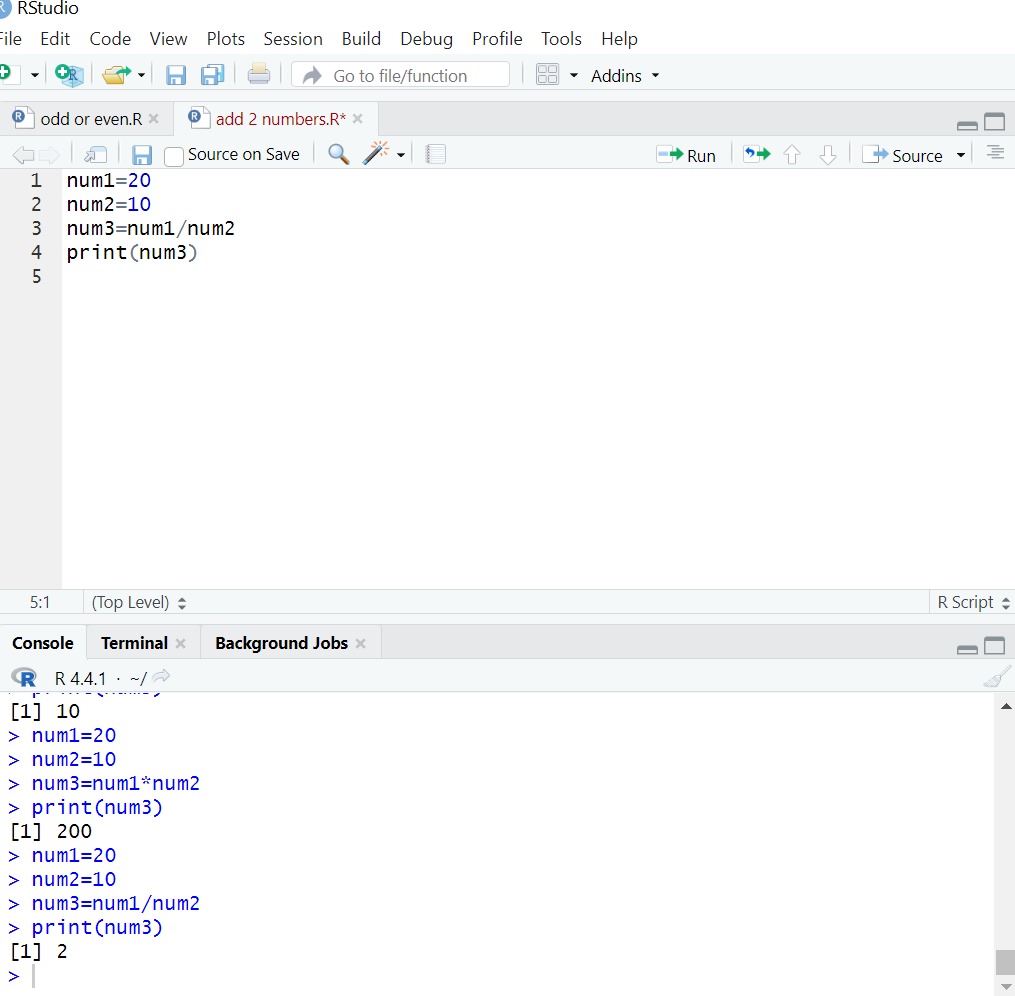 RStudio
File Edit Code View Plots Session Build Debug Profile Tools Help
Go to file/function Addins
odd or even.R add 2 numbers.R*
Source on Save Run Source
1 num1=20
2 num2=10
3 num3=num1/num2
4 print(num3)
5
5:1 (Top Level) R Script
Console Terminal Background Jobs
R 4.4.1 · ~/
[1] 10
> num1=20
> num2=10
> num3=num1*num2
> print(num3)
[1] 200
> num1=20
> num2=10
> num3=num1/num2
> print(num3)
[1] 2
>